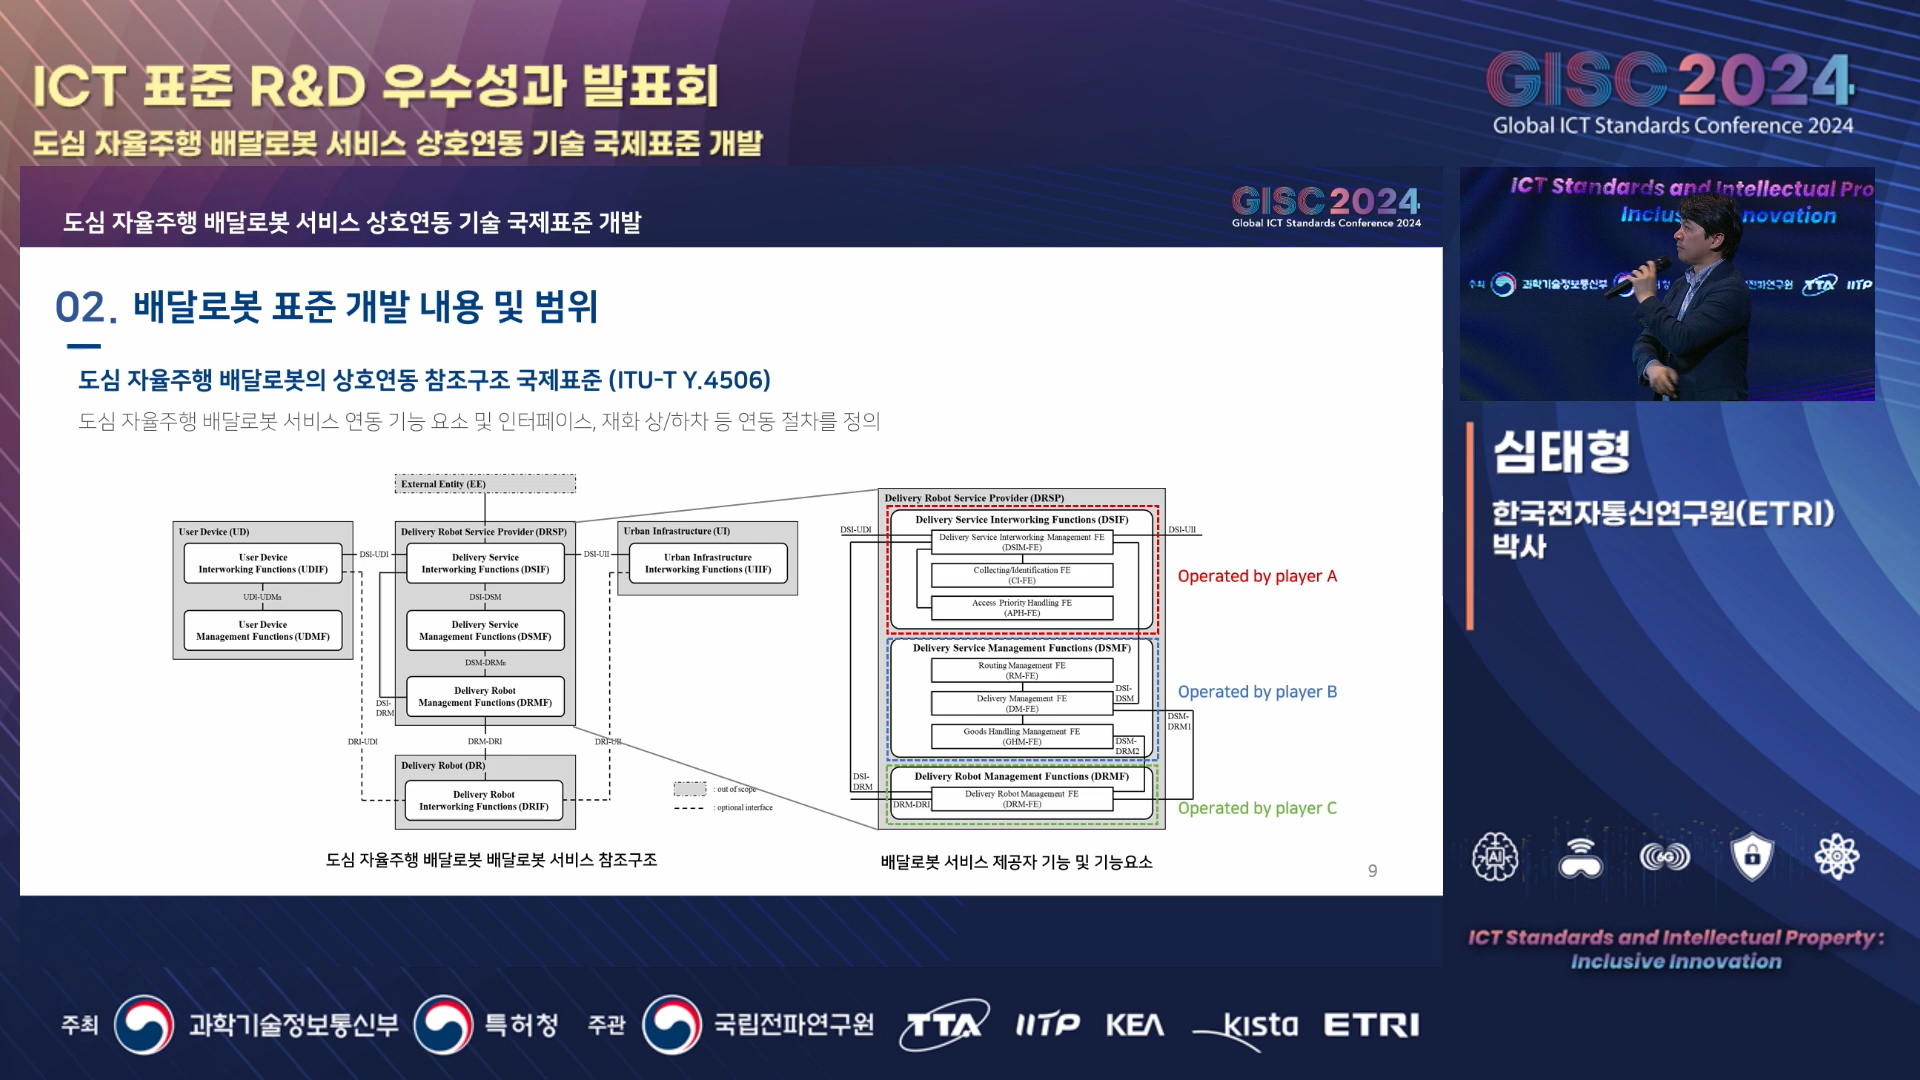 ICT 표준 R&D 우수성과 발표회
도심 자율주행 배달로봇 서비스 상호연동 기술 국제표준 개발
GISC 2024
Global ICT Standards Conference 2024
도심 자율주행 배달로봇 서비스 상호연동 기술 국제표준 개발
GISC 2024
Global ICT Standards Conference 2024
02. 배달로봇 표준 개발 내용 및 범위
도심 자율주행 배달로봇의 상호연동 참조구조 국제표준 (ITU-T Y.4506)
도심 자율주행 배달로봇 서비스 연동 기능 요소 및 인터페이스, 재화 상/하차 등 연동 절차를 정의
External Entity (EE)
User Device (UD)
User Device
Interworking Functions (UDIF)
UDI-UDMn
User Device
Management Functions (UDMF)
DSI-UDI
Delivery Robot Service Provider (DRSP)
Delivery Service
Interworking Functions (DSIF)
DSI-DSM
Delivery Service
Management Functions (DSMF)
DSM-DRMn
Delivery Robot
Management Functions (DRMF)
DSI-
DRM
DSI-UII
Urban Infrastructure (UI)
Urban Infrastructure
Interworking Functions (UIIF)
DRI-UDI
DRM-DRI
DRI-UII
Delivery Robot (DR)
Delivery Robot
Interworking Functions (DRIF)
: out of scope
: optional interface
도심 자율주행 배달로봇 배달로봇 서비스 참조구조
Delivery Robot Service Provider (DRSP)
Delivery Service Interworking Functions (DSIF)
DSI-UDI
DSI-UII
Delivery Service Interworking Management FE
(DSIM-FE)
Collecting/Identification FE
(CI-FE)
Access Priority Handling FE
(APH-FE)
Operated by player A
Delivery Service Management Functions (DSMF)
Routing Management FE
(RM-FE)
Delivery Management FE
(DM-FE)
Goods Handling Management FE
(GHM-FE)
DSI-
DSM
DSM-
DRM1
DSM-
DRM2
Operated by player B
Delivery Robot Management Functions (DRMF)
Delivery Robot Management FE
(DRM-FE)
DSI-
DRM
DRM-DRI
Operated by player C
배달로봇 서비스 제공자 기능 및 기능요소
9
ICT Standards and Intellectual Pro
Inclus novation
주최 과학기술정보통신부
전파연구원 TTA IITP
심태형
한국전자통신연구원(ETRI)
박사
AI
6G
ICT Standards and Intellectual Property :
Inclusive Innovation
주최 과학기술정보통신부 특허청 주관 국립전파연구원 TTA IITP KEA kista ETRI